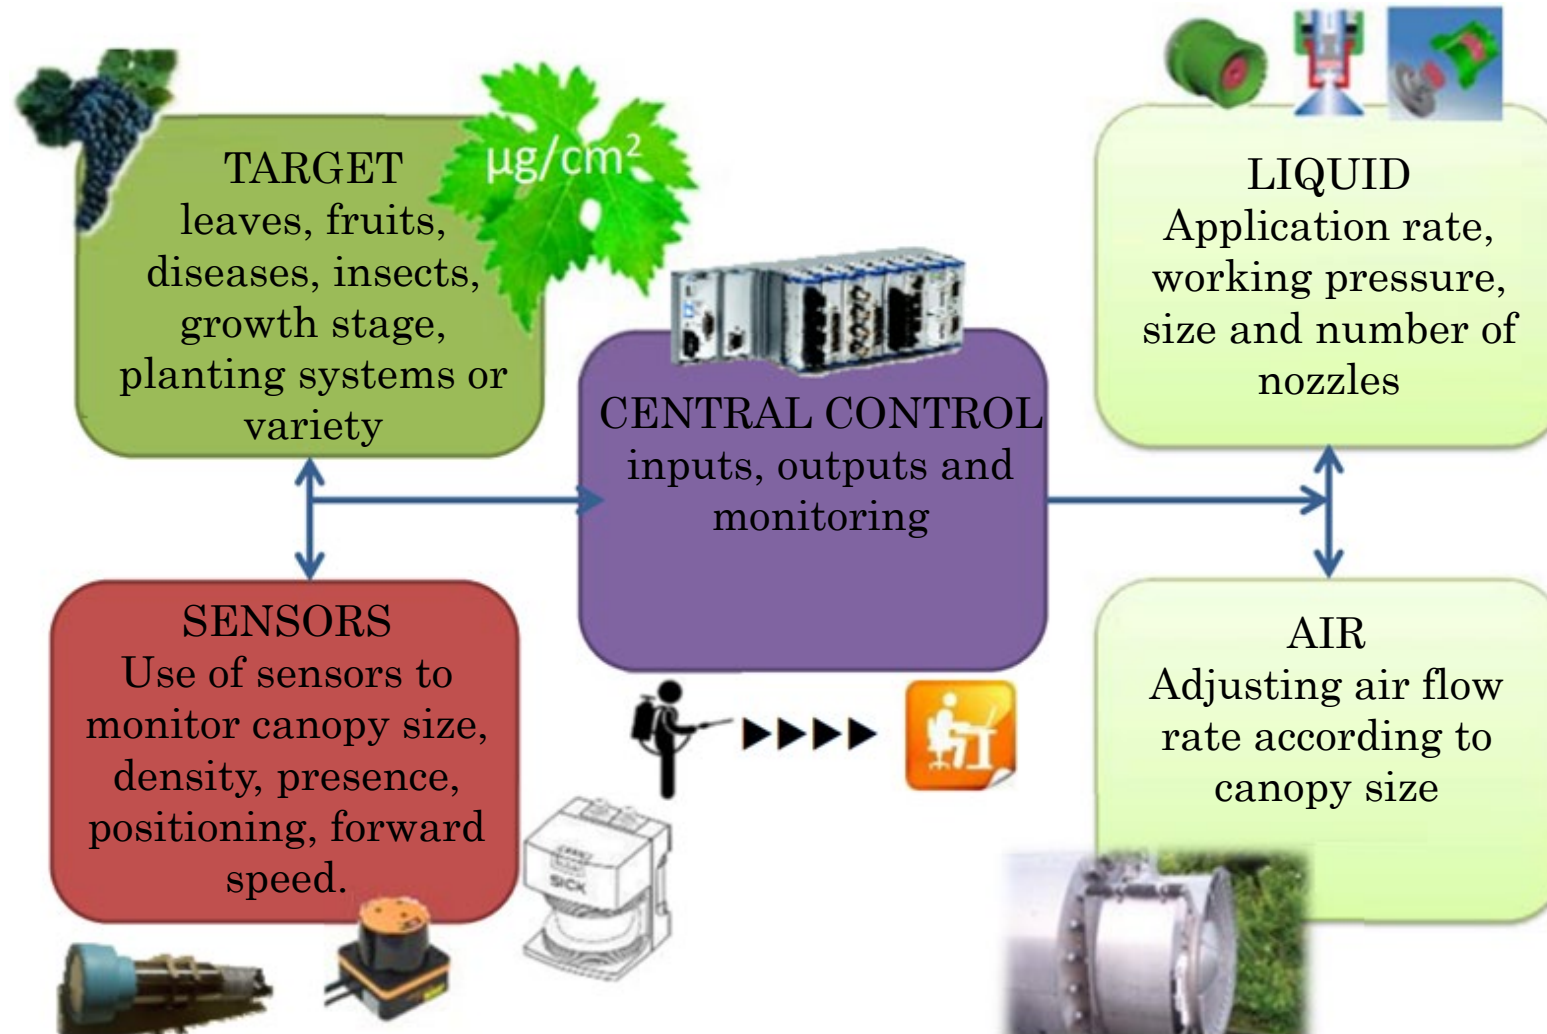 TARGET
leaves, fruits,
diseases, insects,
growth stage,
planting systems or
variety
µg/cm²
CENTRAL CONTROL
inputs, outputs and
monitoring
LIQUID
Application rate,
working pressure,
size and number of
nozzles
SENSORS
Use of sensors to
monitor canopy size,
density, presence,
positioning, forward
speed.
SICK
AIR
Adjusting air flow
rate according to
canopy size